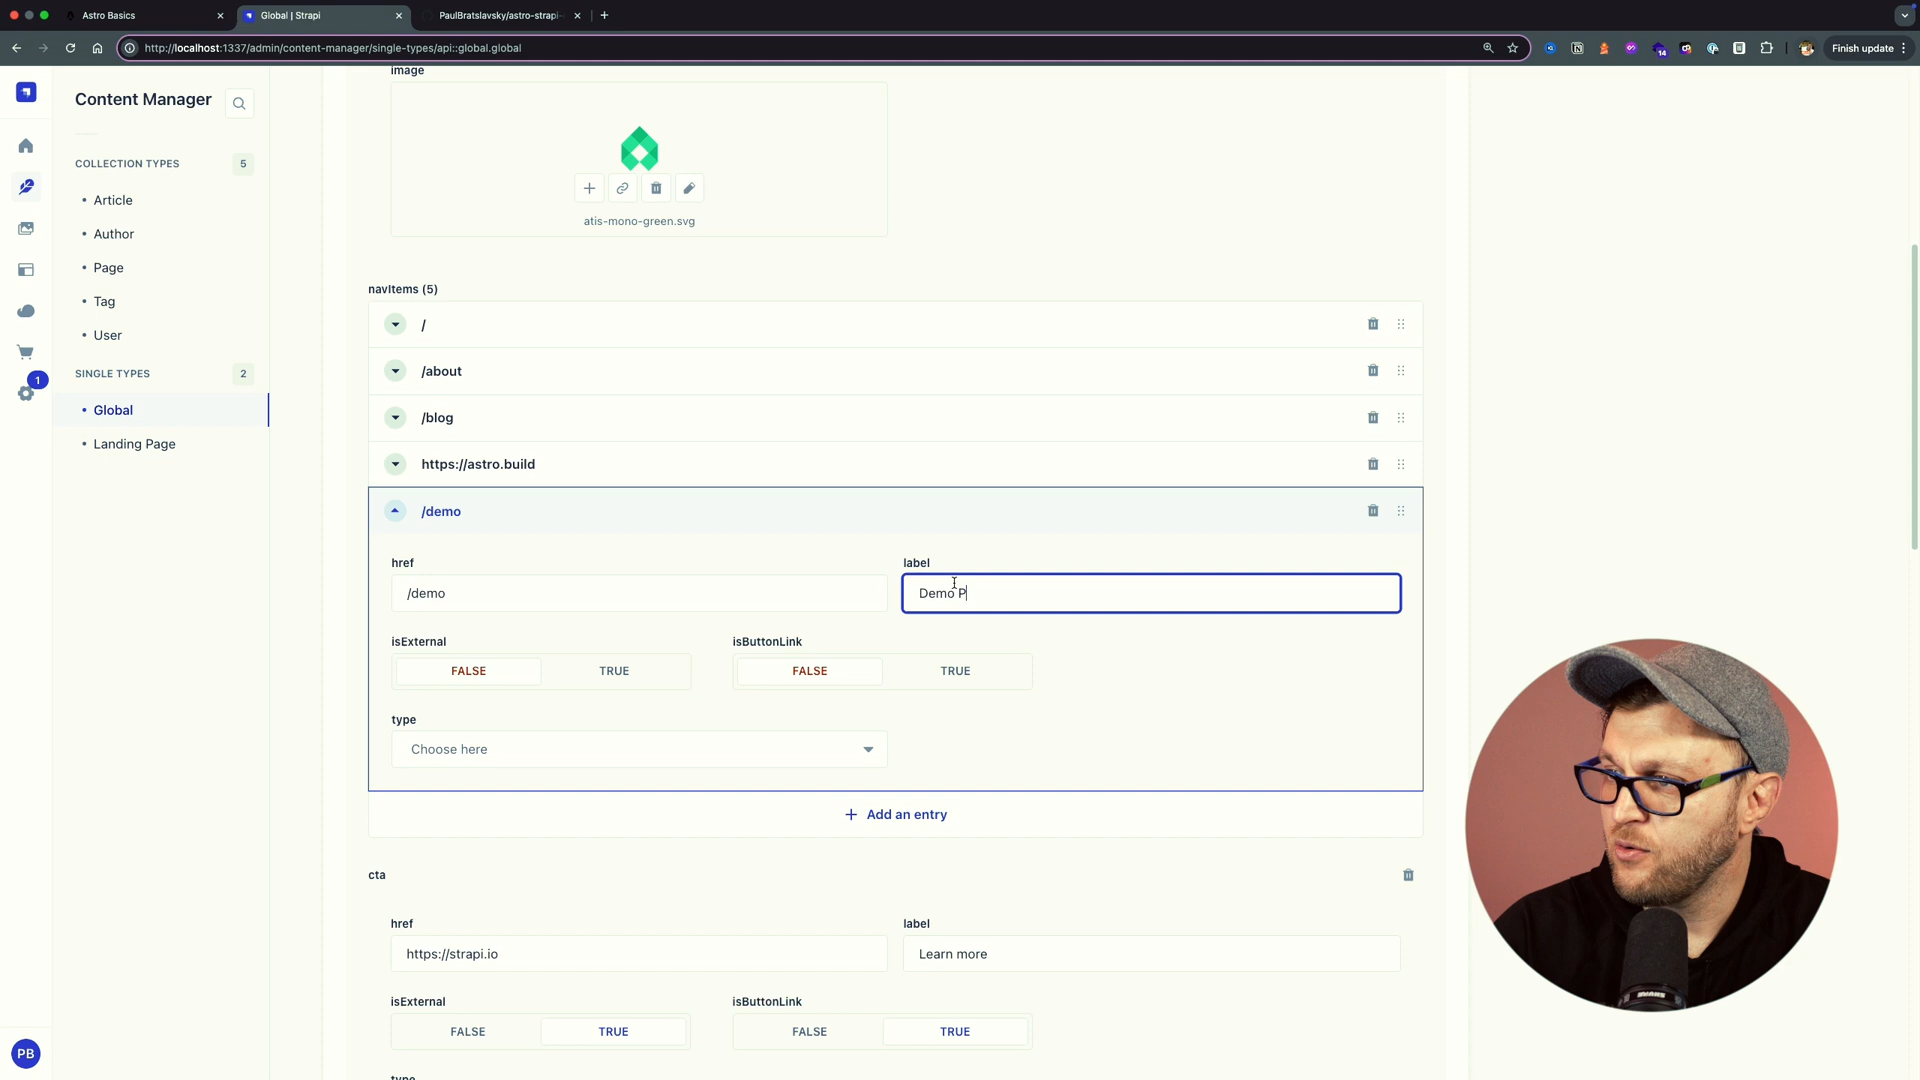 Astro Basics
Global | Strapi
PaulBratslavsky/astro-strapi-
http://localhost:1337/admin/content-manager/single-types/api::global.global
14
Finish update
Content Manager
COLLECTION TYPES 5
Article
Author
Page
Tag
User
SINGLE TYPES 2
1
Global
Landing Page
PB
image
atis-mono-green.svg
navItems (5)
/
/about
/blog
https://astro.build
/demo
href label
/demo Demo P
isExternal isButtonLink
FALSE TRUE FALSE TRUE
type
Choose here
Add an entry
cta
href label
https://strapi.io Learn more
isExternal isButtonLink
FALSE TRUE FALSE TRUE
type